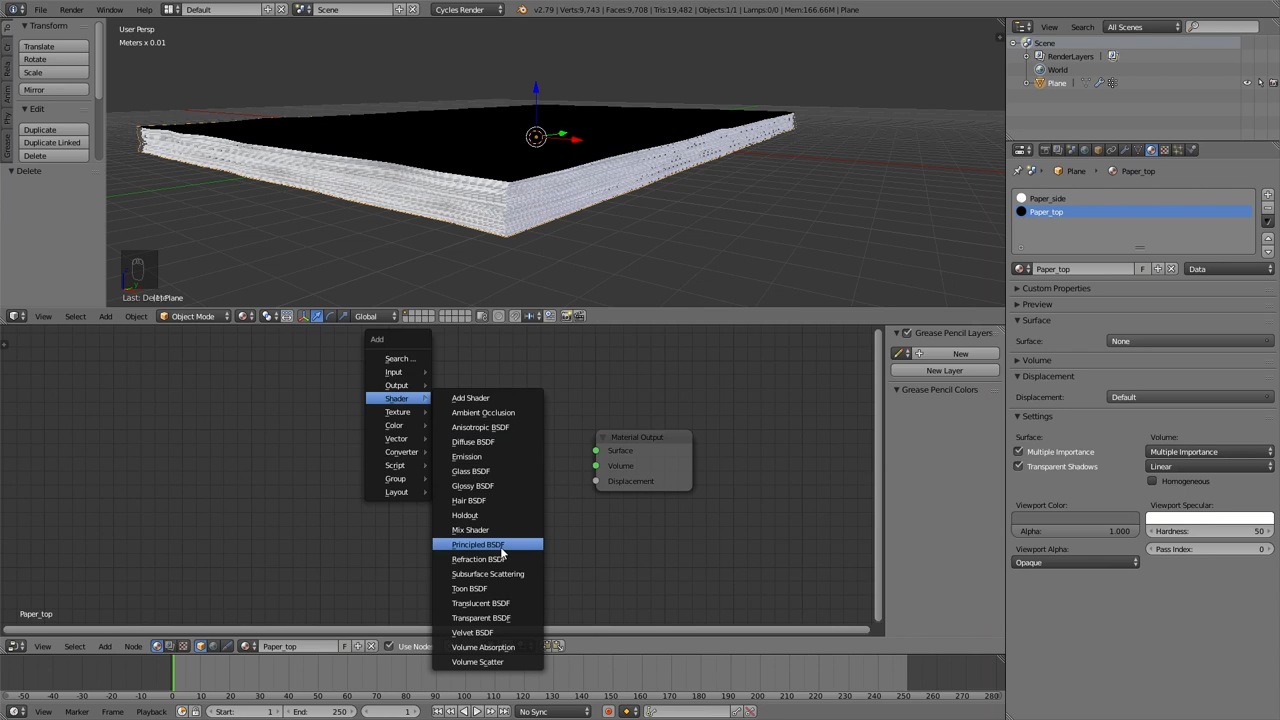 File Render Window Help Default Scene Cycles Render v2.79 | Verts:9,743 | Faces:9,708 | Tris:19,482 | Objects:1/1 | Lamps:0/0 | Mem:166.66M | Plane
Transform
Translate
Rotate
Scale
Mirror
Edit
Duplicate
Duplicate Linked
Delete
Delete
To
Cr
Rela
Anim
Phy
Grease
User Persp
Meters x 0.01
(1) Plane
View Select Add Object Object Mode Global
Add
Search ...
Input
Output
Shader
Texture
Color
Vector
Converter
Script
Group
Layout
Add Shader
Ambient Occlusion
Anisotropic BSDF
Diffuse BSDF
Emission
Glass BSDF
Glossy BSDF
Hair BSDF
Holdout
Mix Shader
Principled BSDF
Refraction BSDF
Subsurface Scattering
Toon BSDF
Translucent BSDF
Transparent BSDF
Velvet BSDF
Volume Absorption
Volume Scatter
Material Output
Surface
Volume
Displacement
Paper_top
Grease Pencil Layers
New
New Layer
Grease Pencil Colors
View Select Add Node Paper_top F Use Nodes
-50 -40 -30 -20 -10 0 10 20 30 40 50 60 70 80 90 100 110 120 130 140 150 160 170 180 190 200 210 220 230 240 250 260 270 280
View Marker Frame Playback Start: 1 End: 250 1 No Sync
View Search All Scenes
Scene
RenderLayers
World
Plane
Plane Paper_top
Paper_side
Paper_top
Paper_top F Data
Custom Properties
Preview
Surface
Surface: None
Volume
Displacement
Displacement: Default
Settings
Surface: Volume:
Multiple Importance Multiple Importance
Transparent Shadows Linear
Homogeneous
Viewport Color: Viewport Specular:
Alpha: 1.000 Hardness: 50
Viewport Alpha: Pass Index: 0
Opaque